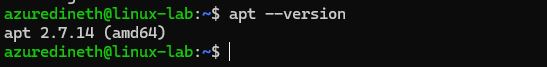 azuredineth@linux-lab:~$ apt --version
apt 2.7.14 (amd64)
azuredineth@linux-lab:~$